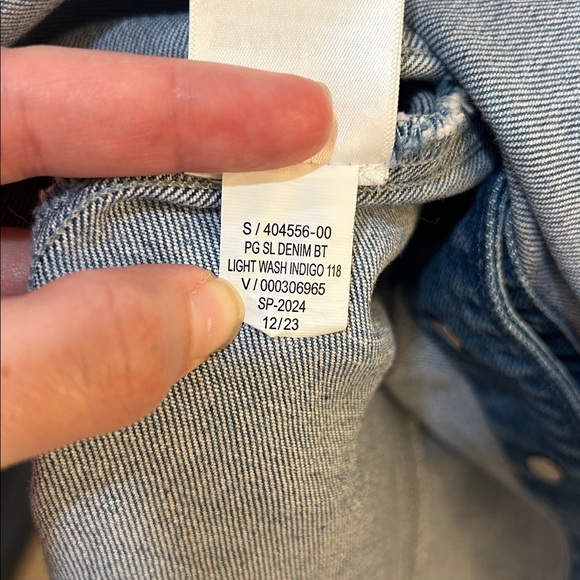 S / 404556-00
PG SL DENIM BT
LIGHT WASH INDIGO 118
V / 000306965
SP-2024
12/23